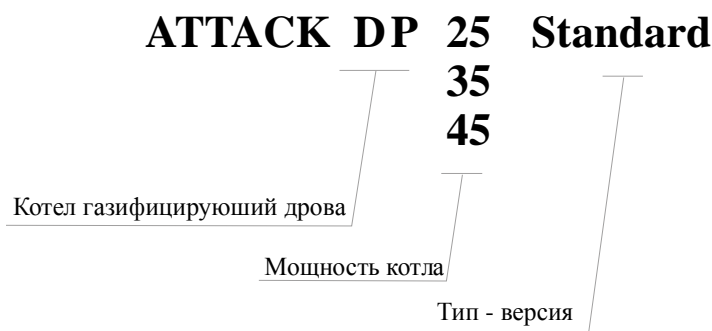 ATTACK DP 25 Standard
35
45
Котел газифицируюший дрова
Мощность котла
Тип - версия